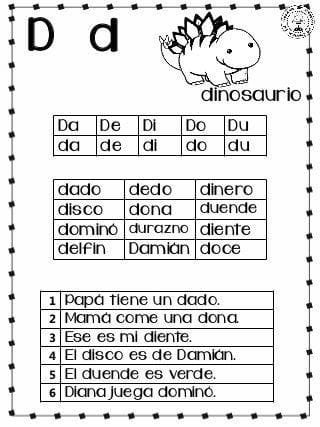 D d
dinosaurio
Da De Di Do Du
da de di do du
dado dedo dinero
disco dona duende
dominó durazno diente
delfín Damián doce
1 Papá tiene un dado.
2 Mamá come una dona.
3 Ese es mi diente.
4 El disco es de Damián.
5 El duende es verde.
6 Diana juega dominó.